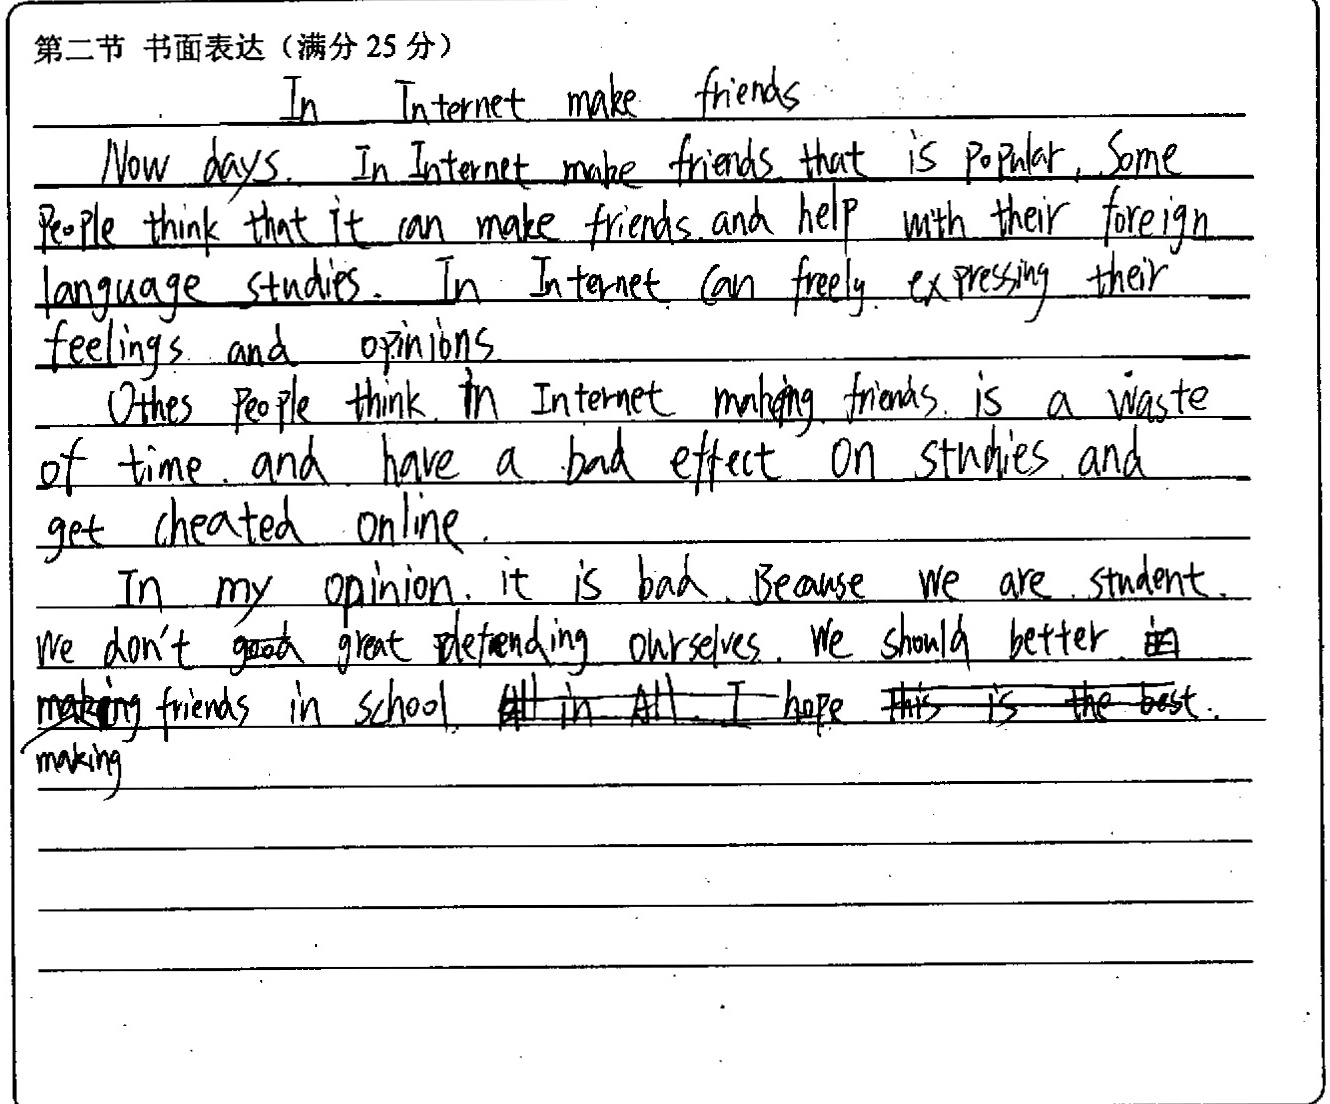 第二节 书面表达（满分 25 分）
In Internet make friends
Now days. In Internet make friends that is popular, Some
people think that it can make friends and help with their foreign
language studies. In Internet can freely expressing their
feelings and opinions
Othes people think in Internet making friends is a waste
of time and have a bad effect on studies and
get cheated online.
In my opinion, it is bad. Because we are student.
We don't good great defending ourselves. We should better
making friends in school. All in All I hope this is the best.
making